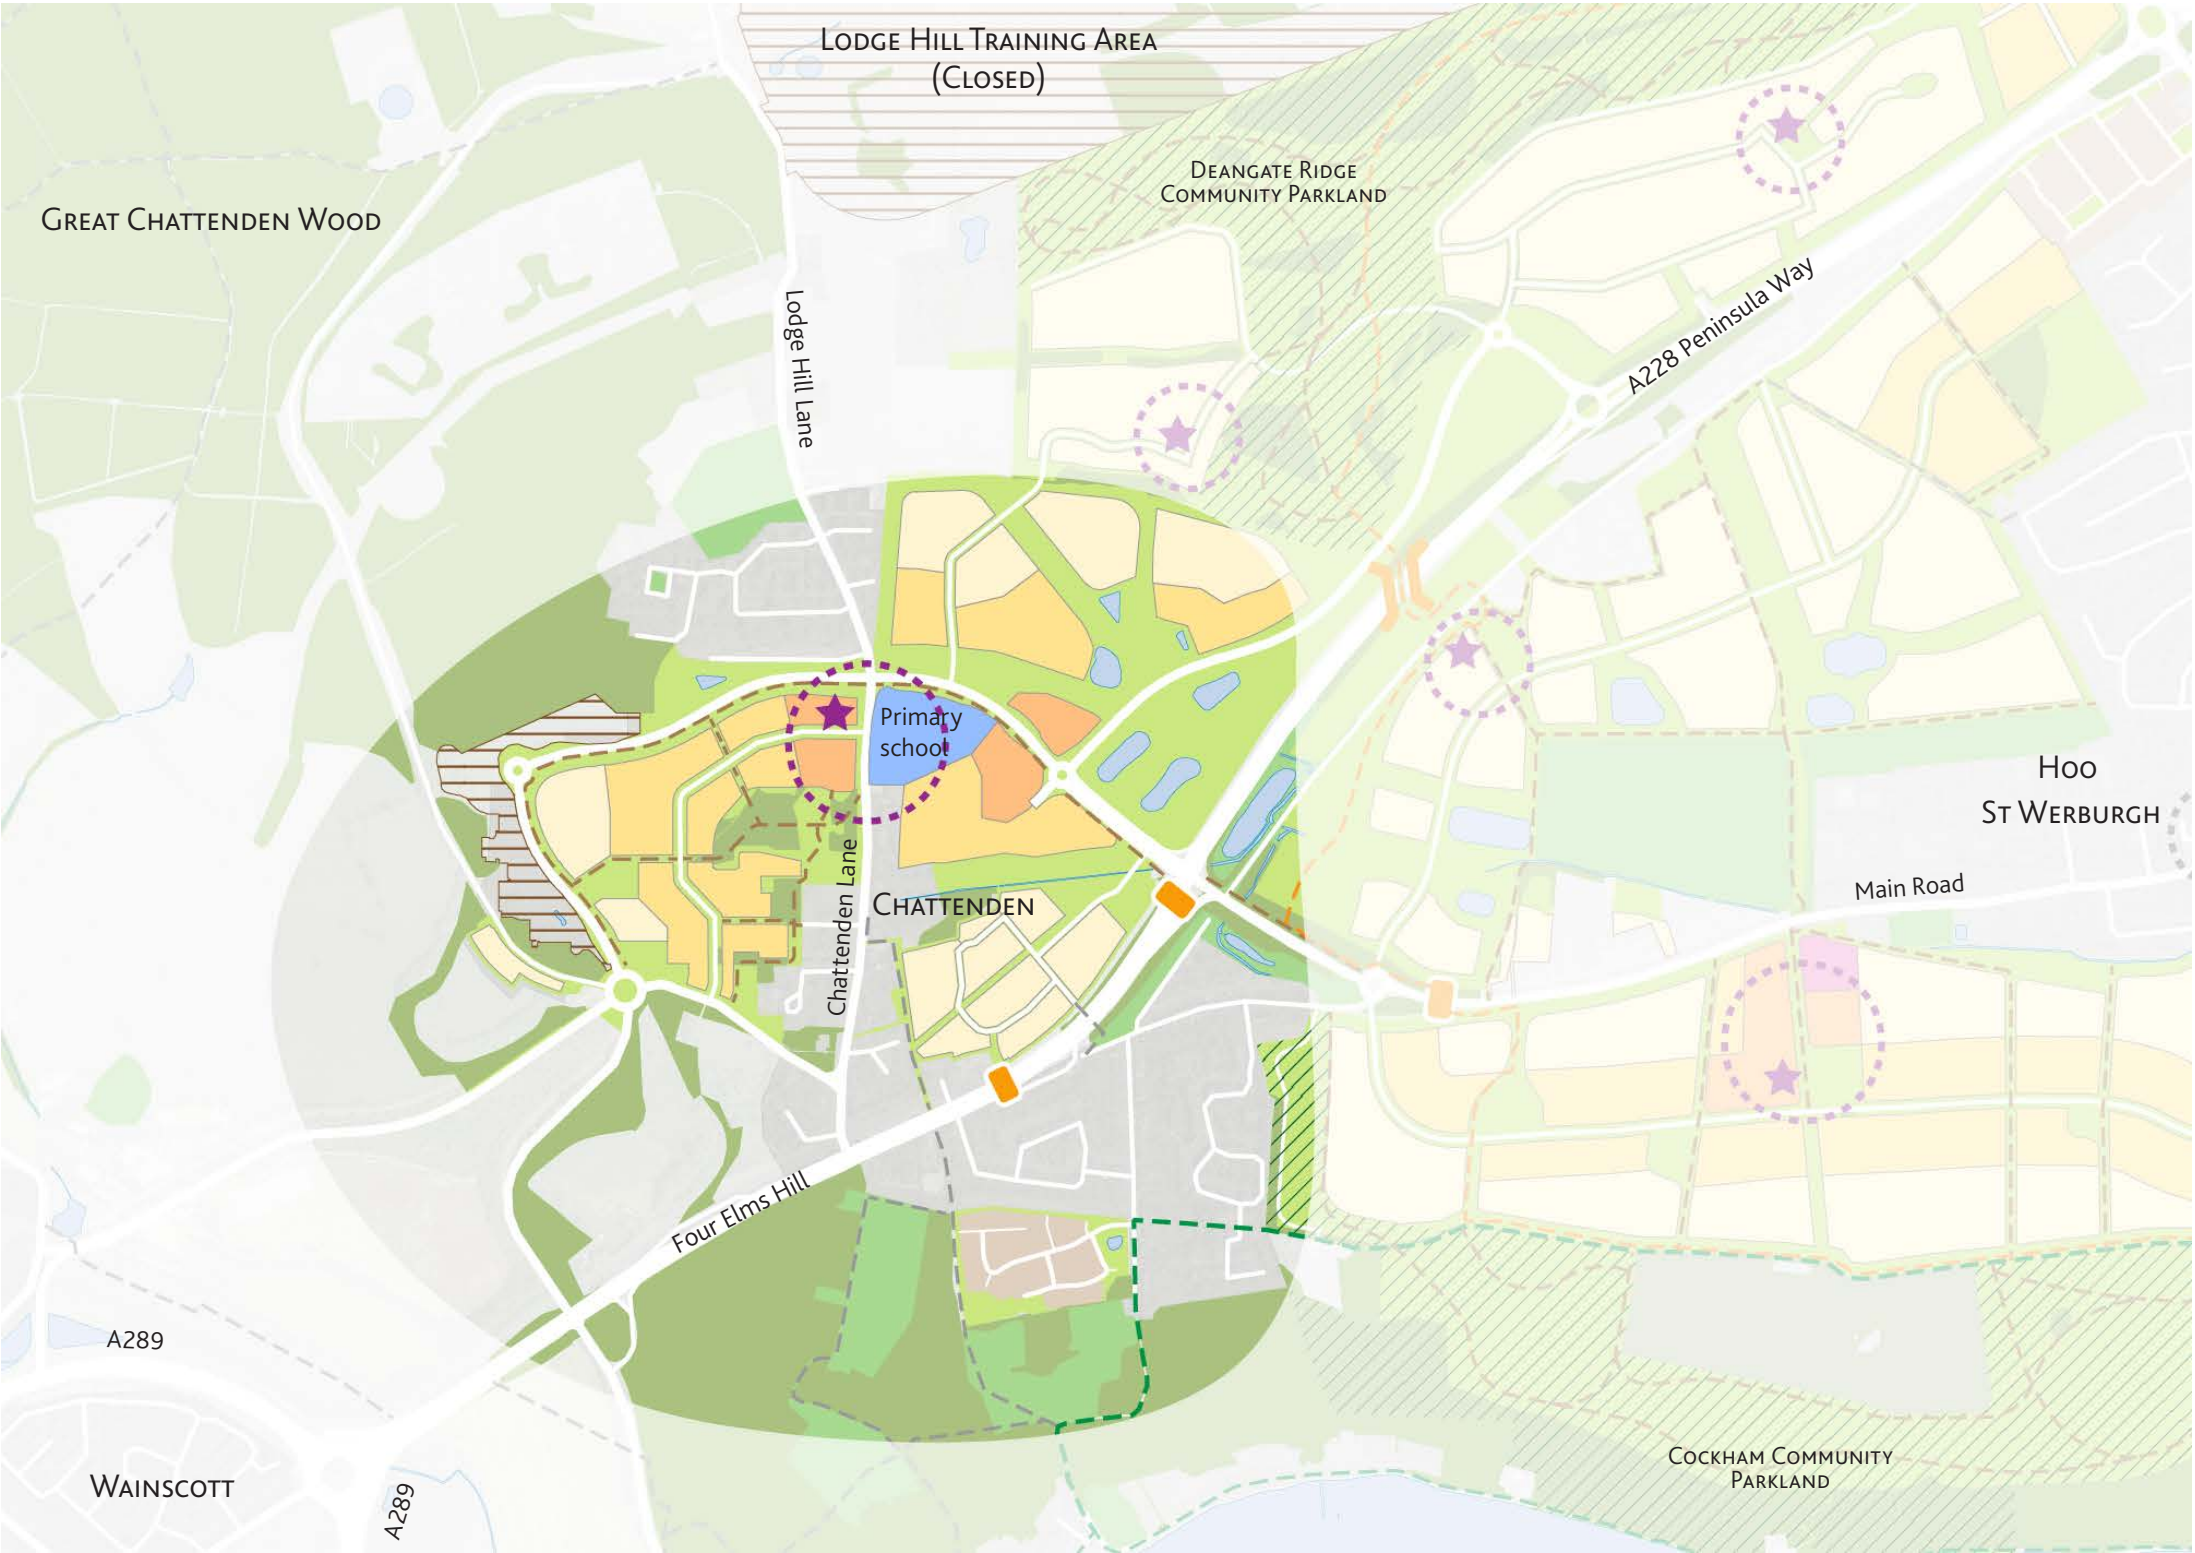 Lodge Hill Training Area
(Closed)
Deangate Ridge
Community Parkland
Great Chattenden Wood
Lodge Hill Lane
A228 Peninsula Way
Primary
school
Hoo
St Werburgh
Main Road
Chattenden Lane
Chattenden
Four Elms Hill
A289
Wainscott
A289
Cockham Community
Parkland